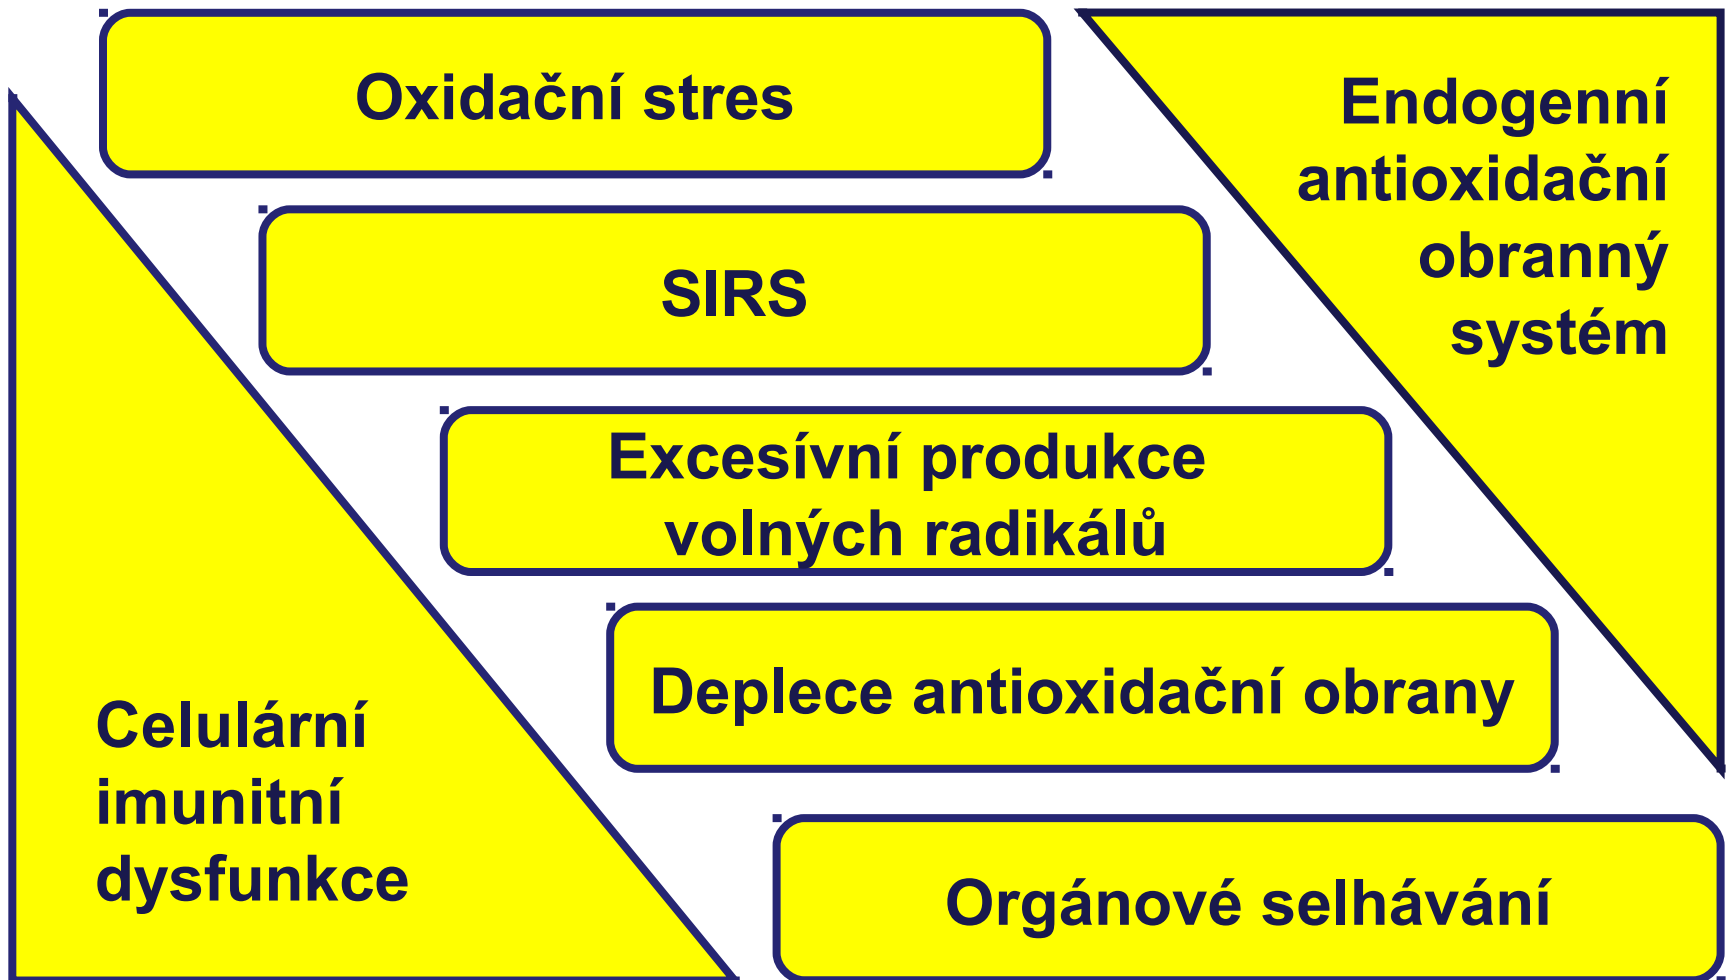 Oxidační stres
Endogenní
antioxidační
obranný
systém
SIRS
Excesívní produkce
volných radikálů
Deplece antioxidační obrany
Celulární
imunitní
dysfunkce
Orgánové selhávání